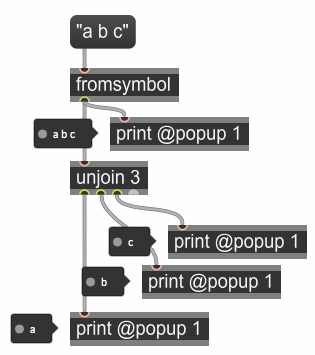 "a b c"
fromsymbol
a b c
print @popup 1
unjoin 3
c
print @popup 1
b
print @popup 1
a
print @popup 1